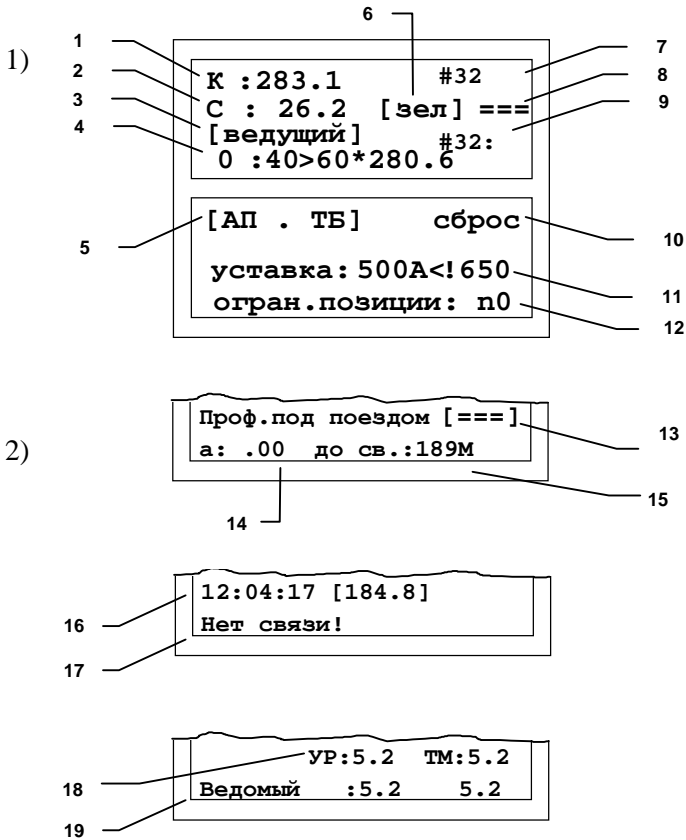 6
1)
1
2
3
4
7
8
9
К :283.1 #32
С : 26.2 [зел] ===
[ведущий] #32:
0 :40>60*280.6
5
[АП . ТБ] сброс
10
уставка: 500А<!650
11
огран.позиции: n0
12
2)
Проф.под поездом [===]
13
а: .00 до св.:189М
14
15
12:04:17 [184.8]
16
Нет связи!
17
УР:5.2 ТМ:5.2
18
Ведомый :5.2 5.2
19